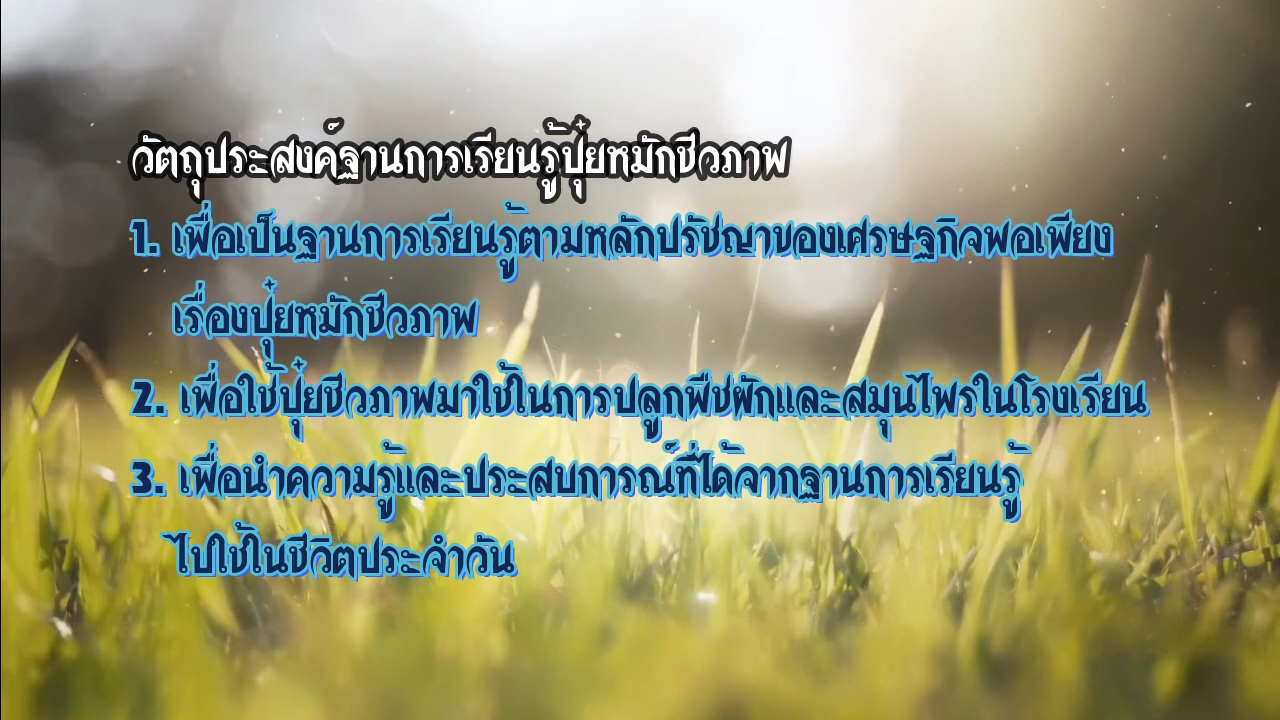 วัตถุประสงค์ฐานการเรียนรู้ปุ๋ยหมักชีวภาพ
1. เพื่อเป็นฐานการเรียนรู้ตามหลักปรัชญาของเศรษฐกิจพอเพียง
เรื่องปุ๋ยหมักชีวภาพ
2. เพื่อใช้ปุ๋ยชีวภาพมาใช้ในการปลูกพืชผักและสมุนไพรในโรงเรียน
3. เพื่อนำความรู้และประสบการณ์ที่ได้จากฐานการเรียนรู้
ไปใช้ในชีวิตประจำวัน